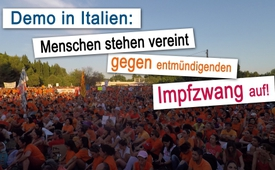 Demo in Italien:
Menschen stehen vereint
gegen entmündigenden
Impfzwang auf!